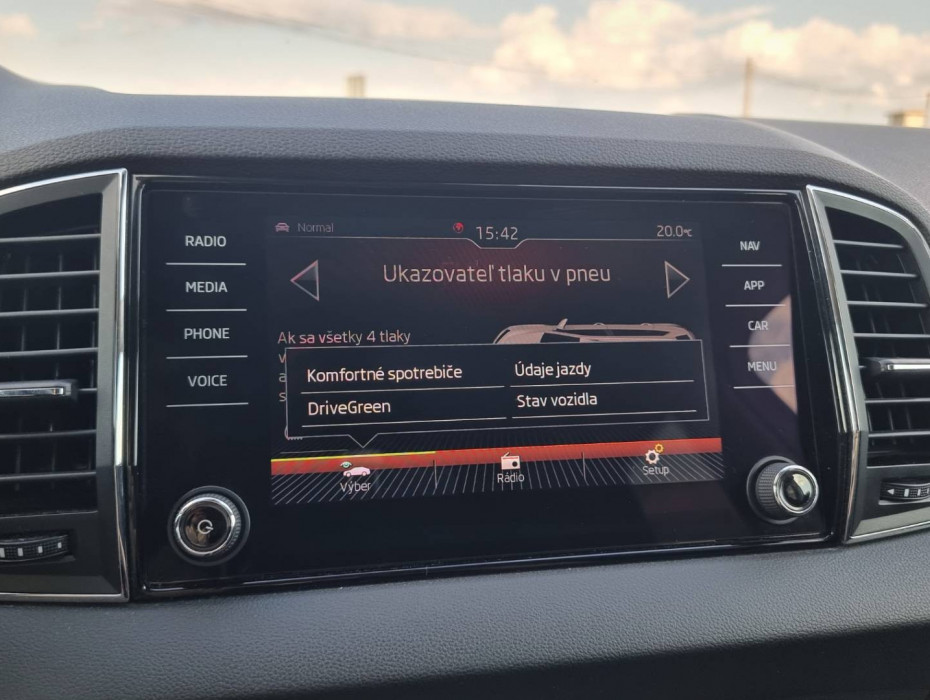 Normal
15:42
20.0°C
Ukazovateľ tlaku v pneu
Ak sa všetky 4 tlaky
Komfortné spotrebiče
Údaje jazdy
DriveGreen
Stav vozidla
Výber
Rádio
Setup
RADIO
MEDIA
PHONE
VOICE
NAV
APP
CAR
MENU